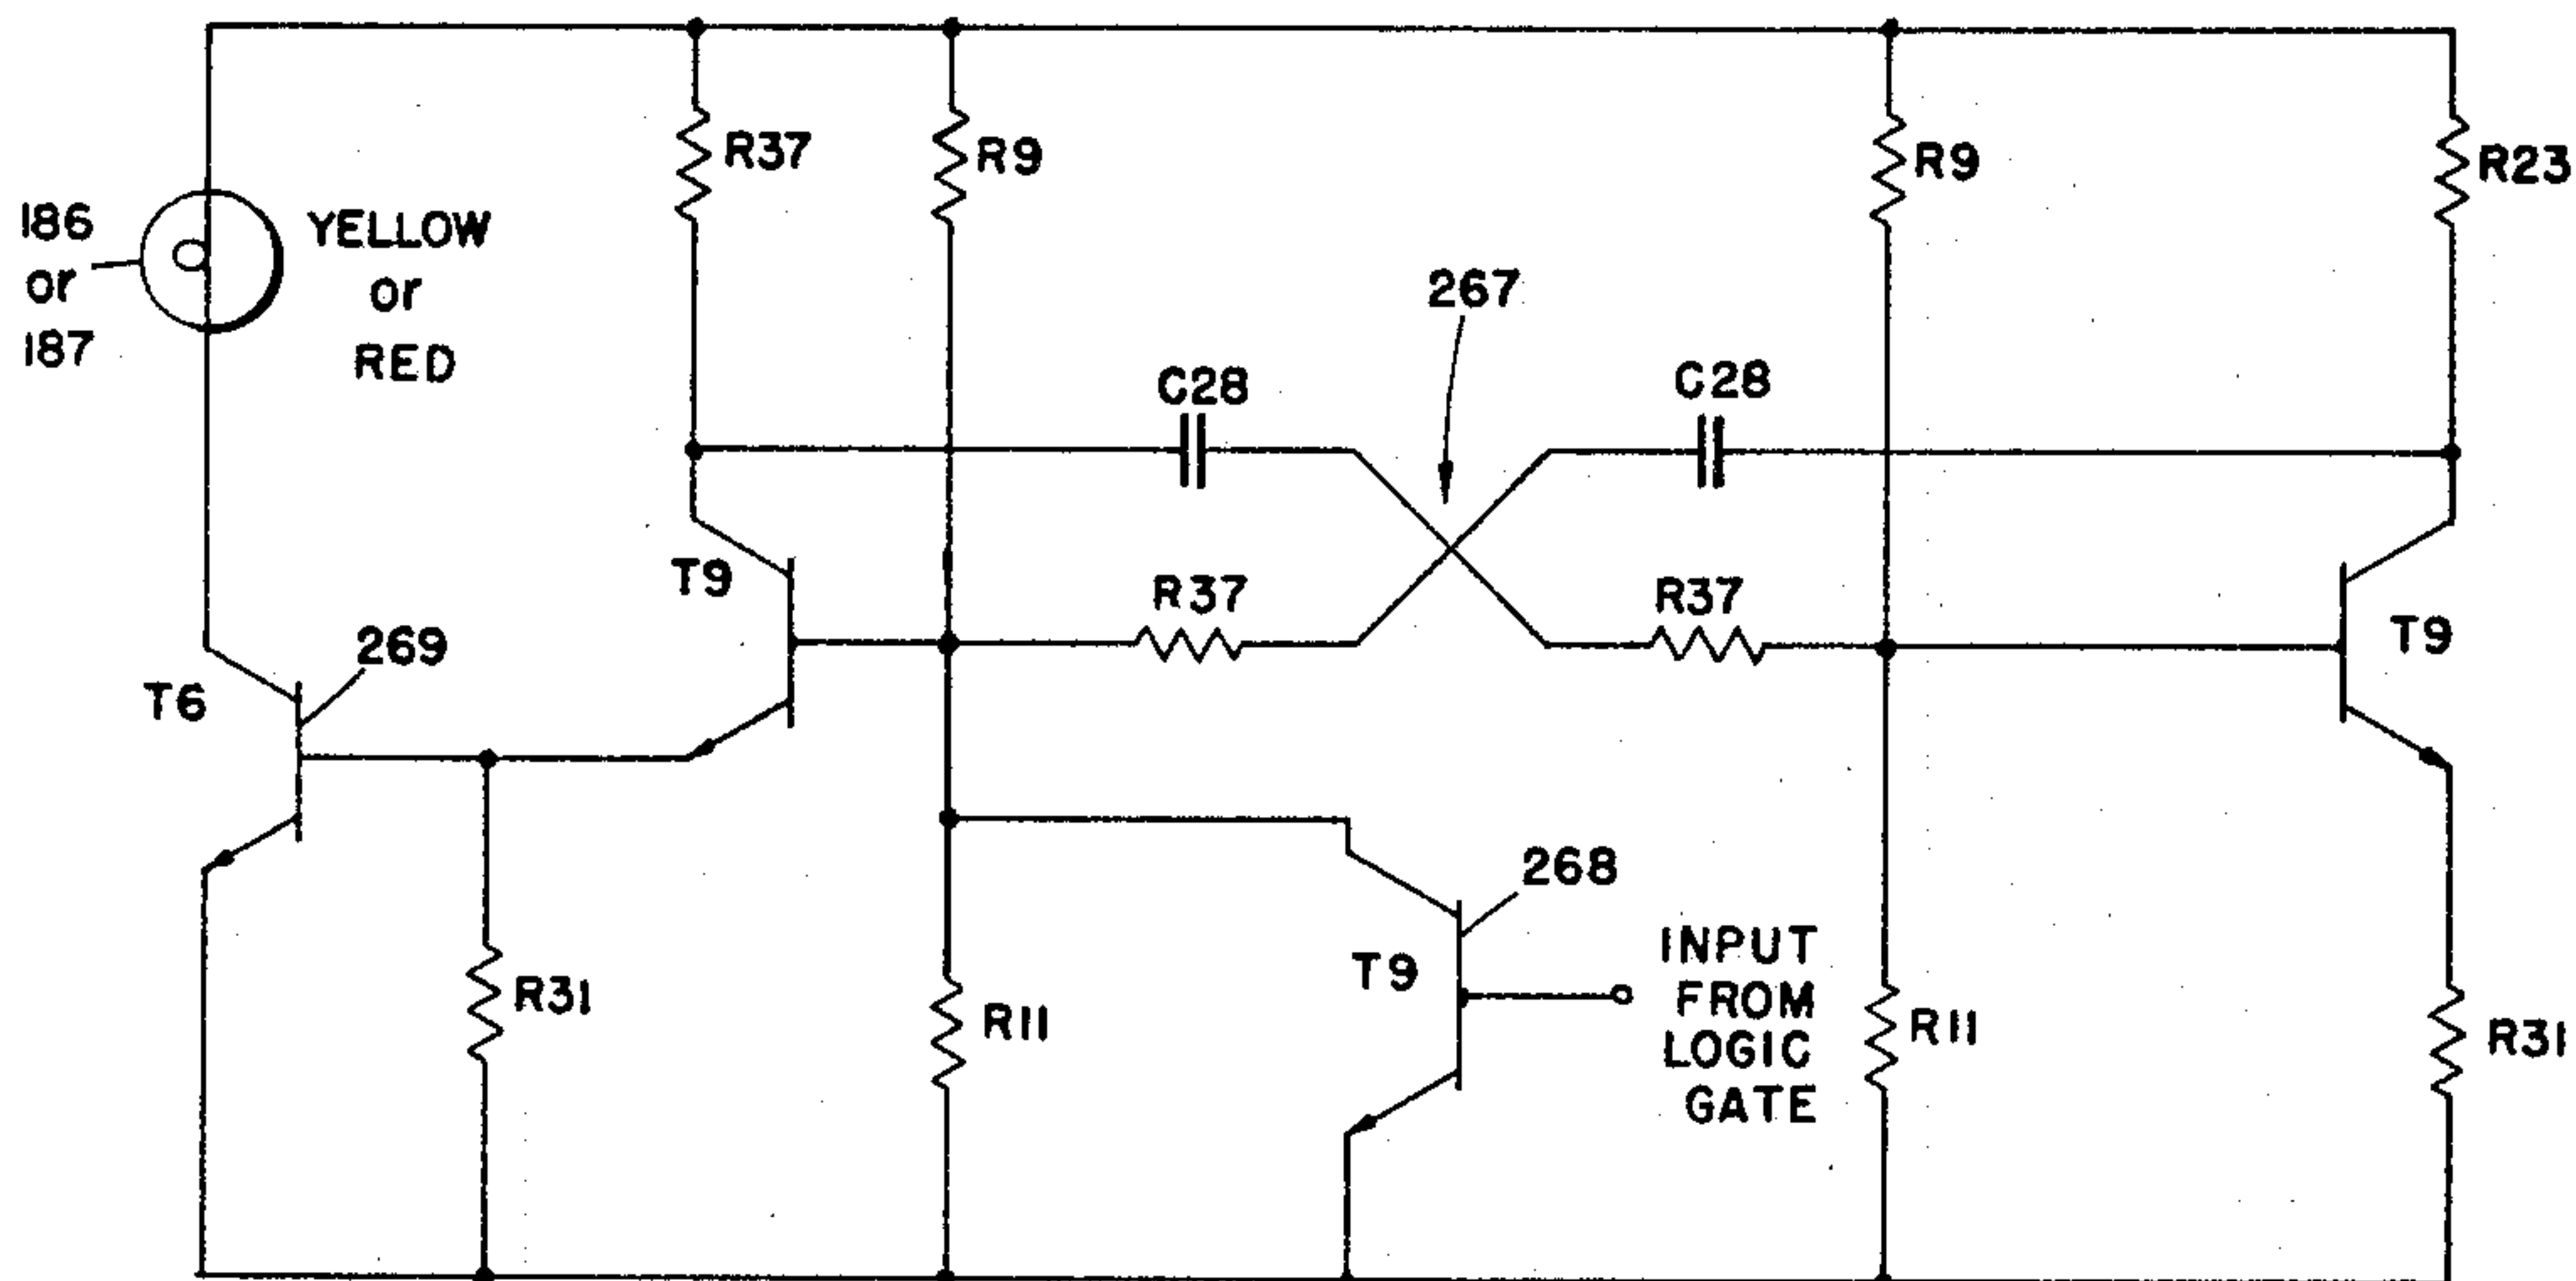 R37
R9
R9
R23
186
or
187
YELLOW
or
RED
267
C28
C28
T9
R37
R37
T9
269
T6
268
T9
INPUT
FROM
LOGIC
GATE
R31
R11
R11
R31